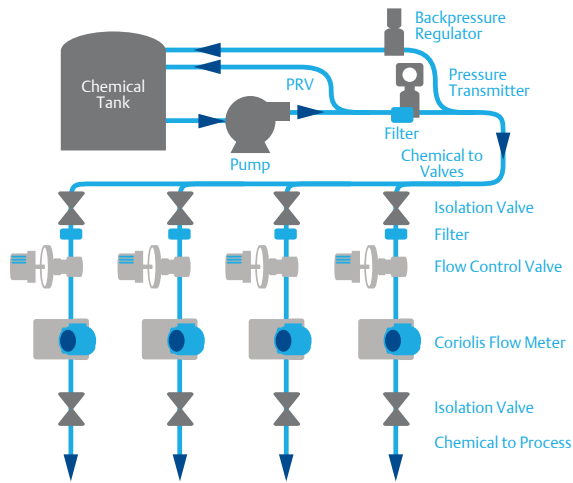 Backpressure
Regulator
Chemical
Tank
PRV
Pressure
Transmitter
Filter
Pump
Chemical to
Valves
Isolation Valve
Filter
Flow Control Valve
Coriolis Flow Meter
Isolation Valve
Chemical to Process